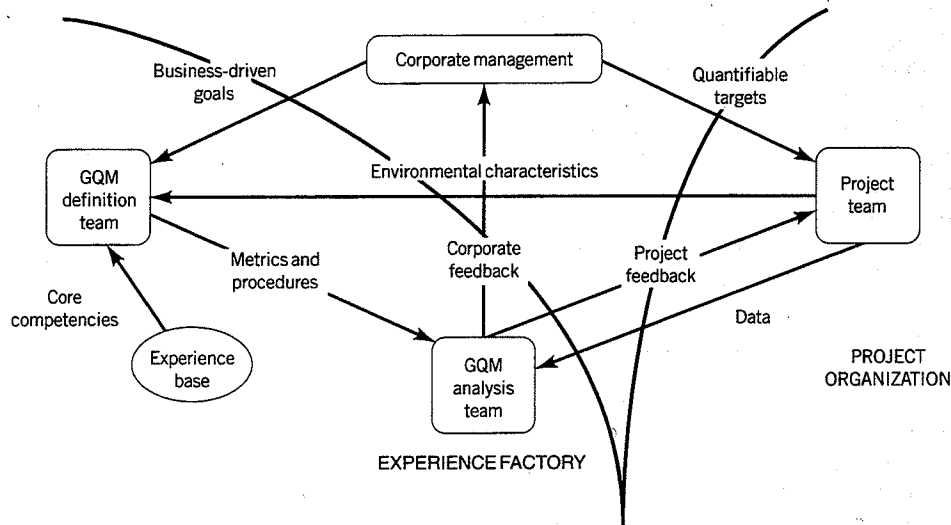 Corporate management
Business-driven
goals
Quantifiable
targets
GQM
definition
team
Environmental characteristics
Project
team
Metrics and
procedures
Corporate
feedback
Project
feedback
Core
competencies
Data
Experience
base
GQM
analysis
team
PROJECT
ORGANIZATION
EXPERIENCE FACTORY